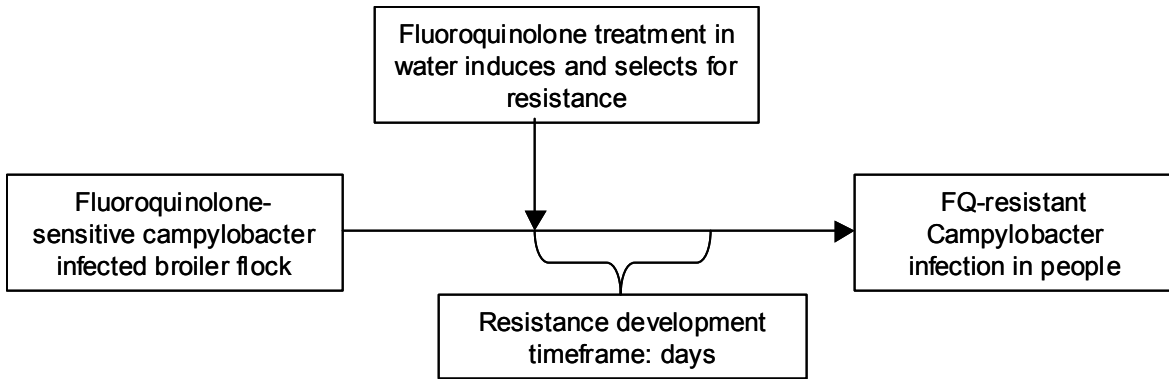 Fluoroquinolone treatment in
water induces and selects for
resistance
Fluoroquinolone-
sensitive campylobacter
infected broiler flock
FQ-resistant
Campylobacter
infection in people
Resistance development
timeframe: days